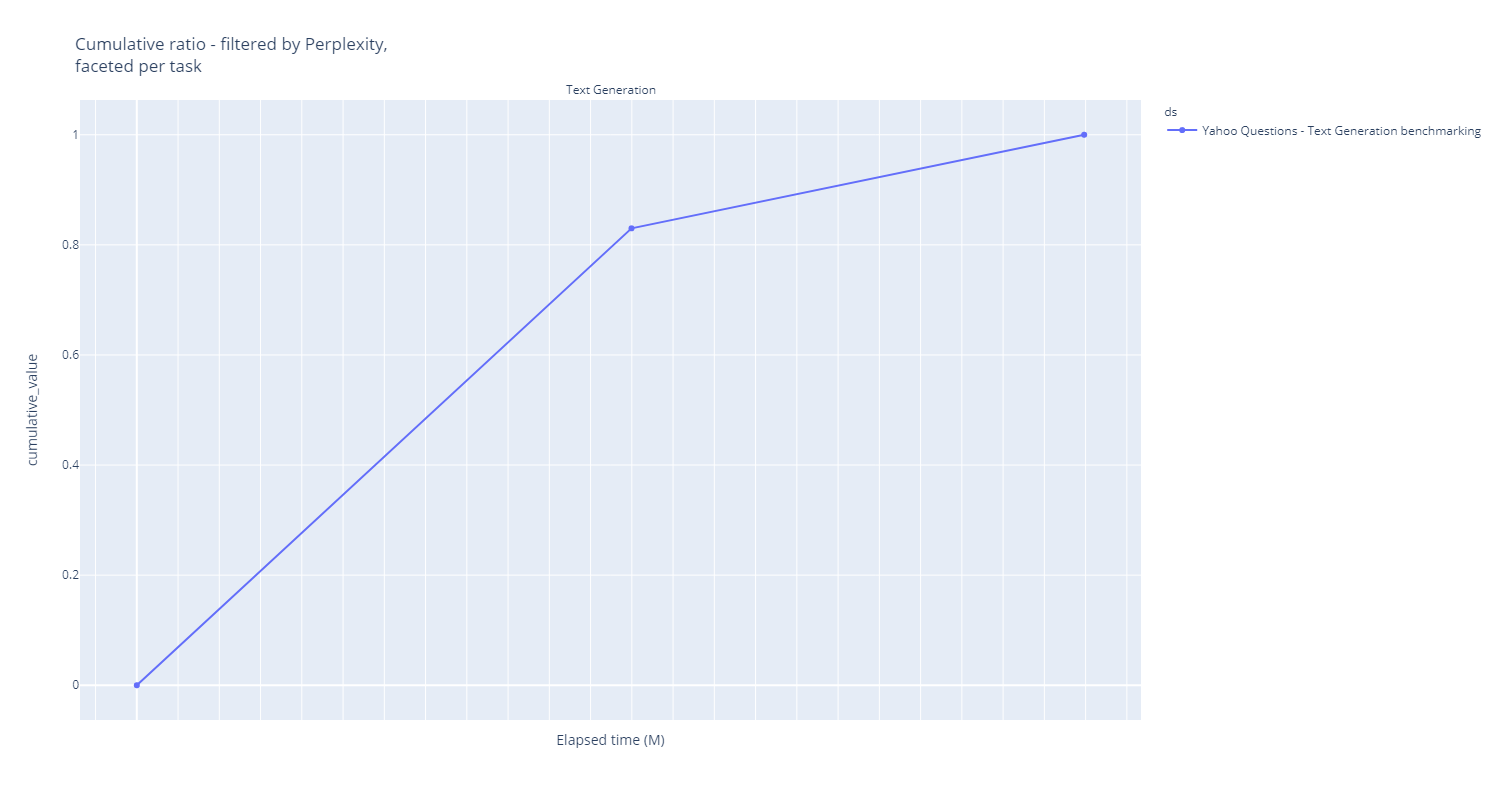 Cumulative ratio - filtered by Perplexity,
faceted per task
Text Generation
ds
Yahoo Questions - Text Generation benchmarking
1
0.8
0.6
0.4
0.2
0
cumulative_value
Elapsed time (M)